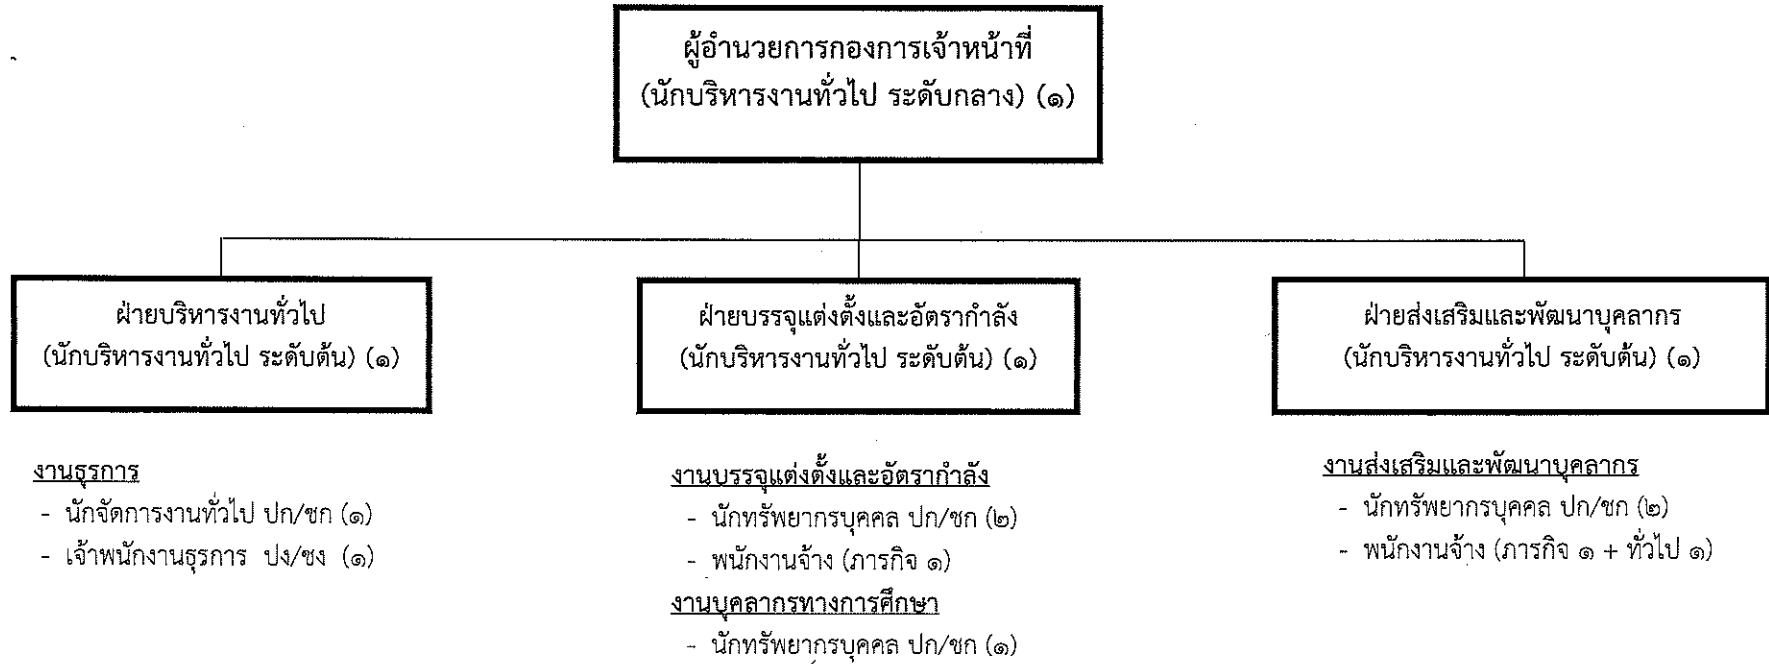 ผู้อำนวยการกองการเจ้าหน้าที่
(นักบริหารงานทั่วไป ระดับกลาง) (๑)
ฝ่ายบริหารงานทั่วไป
(นักบริหารงานทั่วไป ระดับต้น) (๑)
ฝ่ายบรรจุแต่งตั้งและอัตรากำลัง
(นักบริหารงานทั่วไป ระดับต้น) (๑)
ฝ่ายส่งเสริมและพัฒนาบุคลากร
(นักบริหารงานทั่วไป ระดับต้น) (๑)
งานธุรการ
- นักจัดการงานทั่วไป ปก/ชก (๑)
- เจ้าพนักงานธุรการ ปง/ชง (๑)
งานบรรจุแต่งตั้งและอัตรากำลัง
- นักทรัพยากรบุคคล ปก/ชก (๒)
- พนักงานจ้าง (ภารกิจ ๑)
งานบุคลากรทางการศึกษา
- นักทรัพยากรบุคคล ปก/ชก (๑)
งานส่งเสริมและพัฒนาบุคลากร
- นักทรัพยากรบุคคล ปก/ชก (๒)
- พนักงานจ้าง (ภารกิจ ๑ + ทั่วไป ๑)